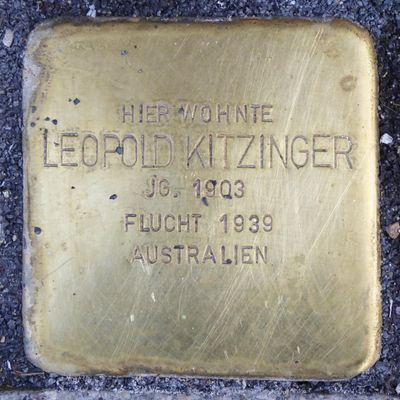 HIER WOHNTE
LEOPOLD KITZINGER
JG. 1903
FLUCHT 1939
AUSTRALIEN